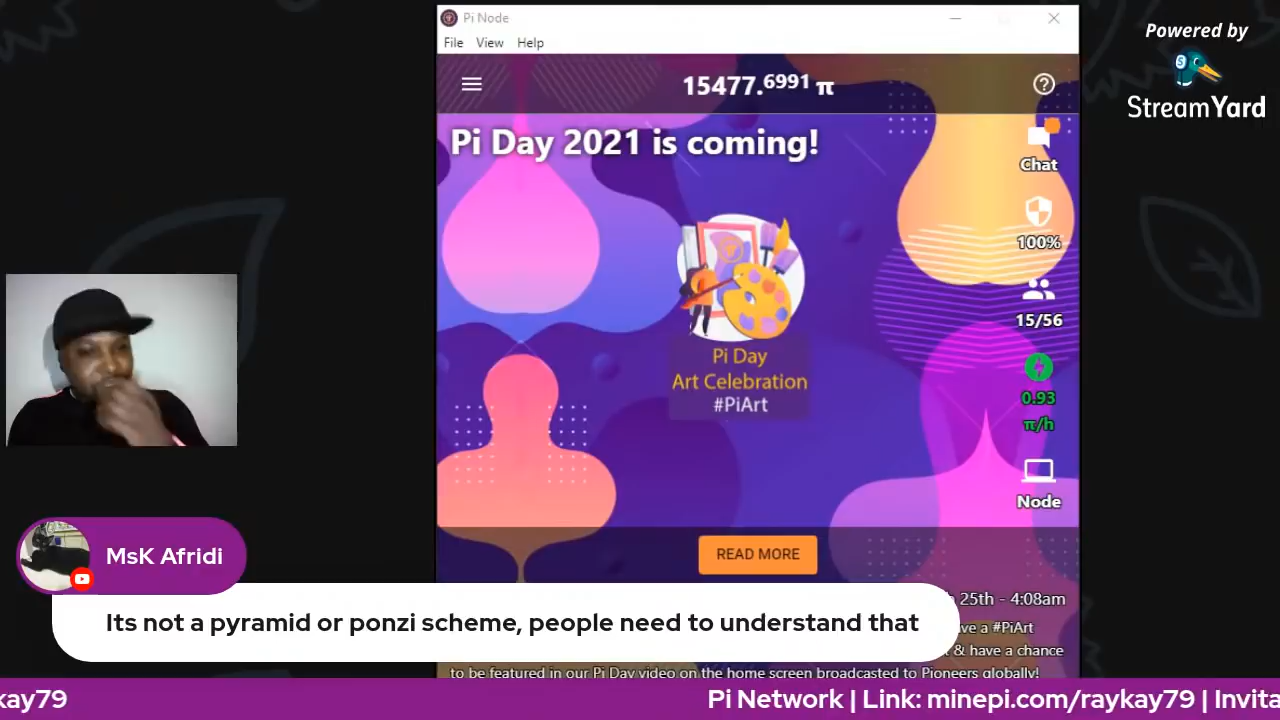 Pi Node
File View Help
15477.6991 π
Powered by
StreamYard
Pi Day 2021 is coming!
Chat
100%
15/56
0.93
π/h
Node
Pi Day
Art Celebration
#PiArt
READ MORE
MsK Afridi
Its not a pyramid or ponzi scheme, people need to understand that
25th - 4:08am
a #PiArt
& have a chance
to be featured in our Pi Day video on the home screen broadcasted to Pioneers globally!
kay79
Pi Network | Link: minepi.com/raykay79 | Invita